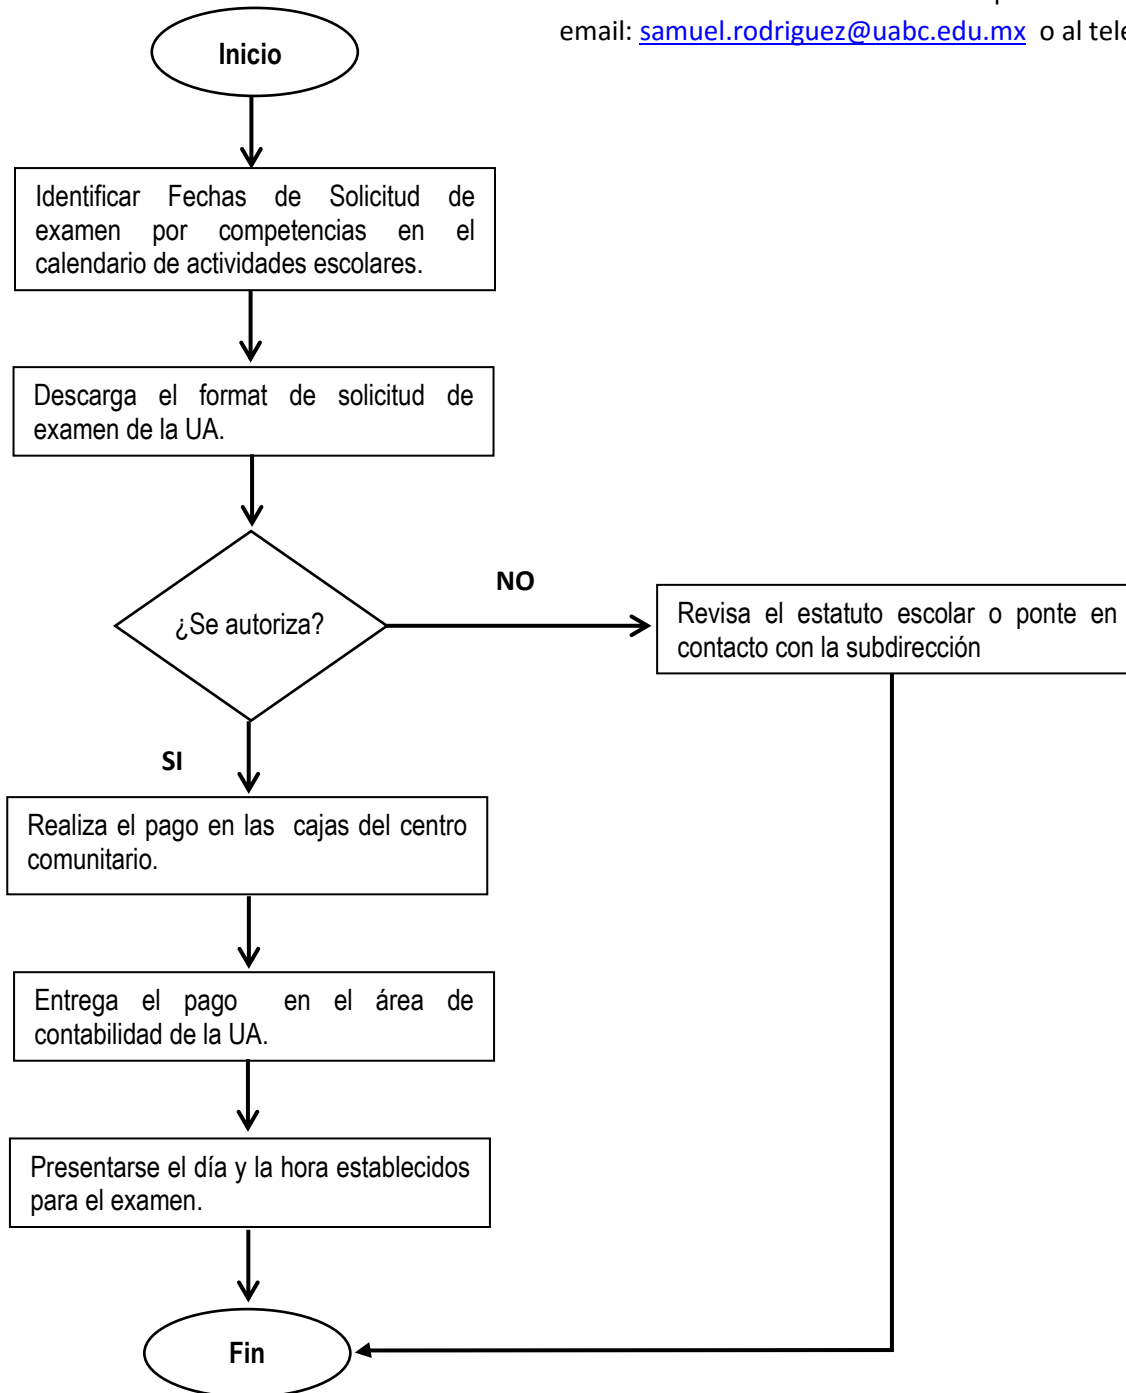 email: samuel.rodriguez@uabc.edu.mx o al
Inicio
Identificar Fechas de Solicitud de
examen por competencias en el
calendario de actividades escolares.
Descarga el format de solicitud de
examen de la UA.
¿Se autoriza?
NO
Revisa el estatuto escolar o ponte en
contacto con la subdirección
SI
Realiza el pago en las cajas del centro
comunitario.
Entrega el pago en el área de
contabilidad de la UA.
Presentarse el día y la hora establecidos
para el examen.
Fin